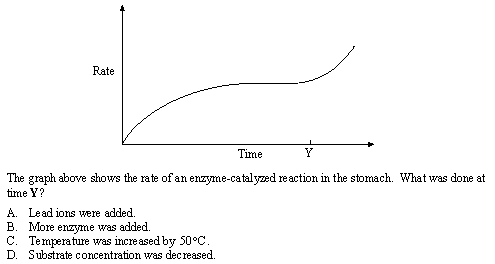 Rate
Time
Y
The graph above shows the rate of an enzyme-catalyzed reaction in the stomach. What was done at
time Y?
A. Lead ions were added.
B. More enzyme was added.
C. Temperature was increased by 50°C.
D. Substrate concentration was decreased.